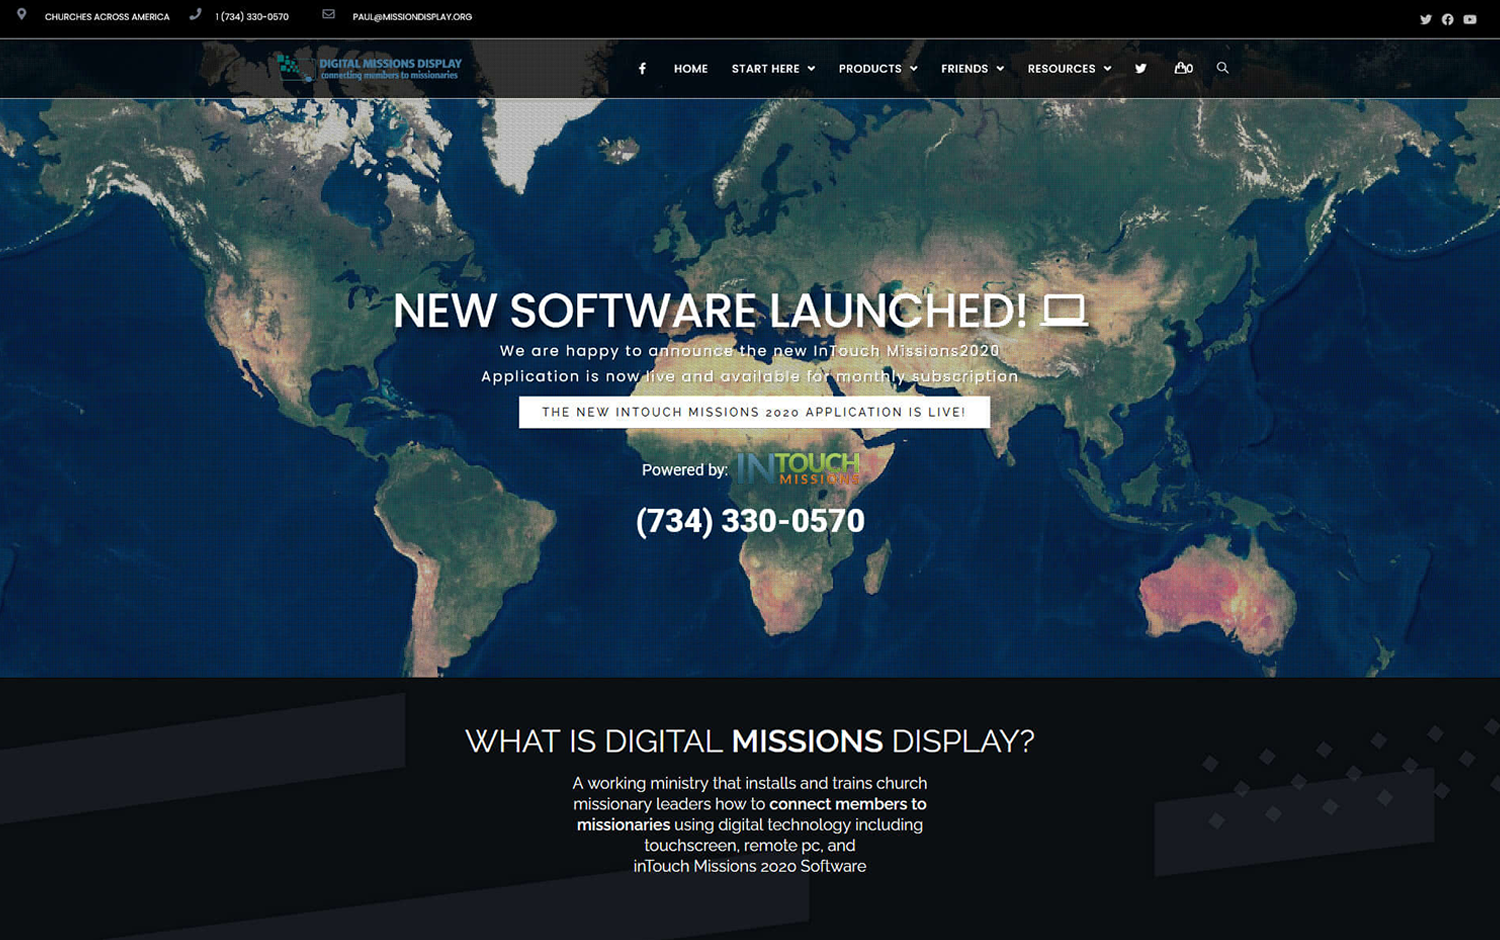 CHURCHES ACROSS AMERICA
1 (734) 330-0570
PAUL@MISSIONDISPLAY.ORG
DIGITAL MISSIONS DISPLAY
connecting members to missionaries
HOME
START HERE
PRODUCTS
FRIENDS
RESOURCES
0
NEW SOFTWARE LAUNCHED!
We are happy to announce the new InTouch Missions2020
Application is now live and available for monthly subscription
THE NEW INTOUCH MISSIONS 2020 APPLICATION IS LIVE!
Powered by: INTOUCH
MISSIONS
(734) 330-0570
WHAT IS DIGITAL MISSIONS DISPLAY?
A working ministry that installs and trains church
missionary leaders how to connect members to
missionaries using digital technology including
touchscreen, remote pc, and
inTouch Missions 2020 Software